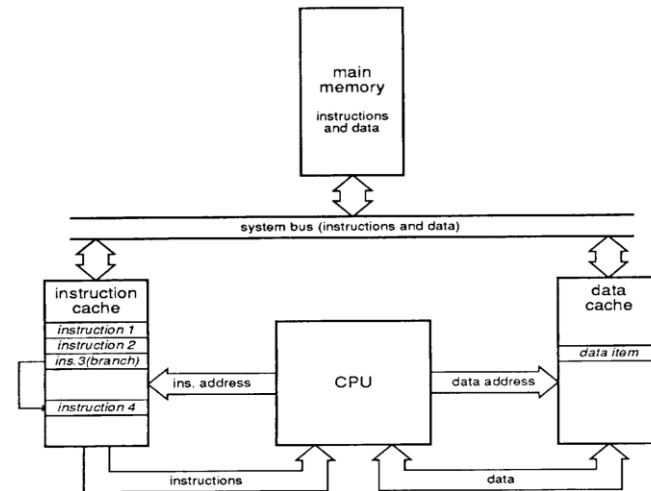 main
memory
instructions
and data
system bus (instructions and data)
instruction
cache
instruction 1
instruction 2
ins.3(branch)
instruction 4
ins. address
CPU
data address
data
cache
data item
instructions
data